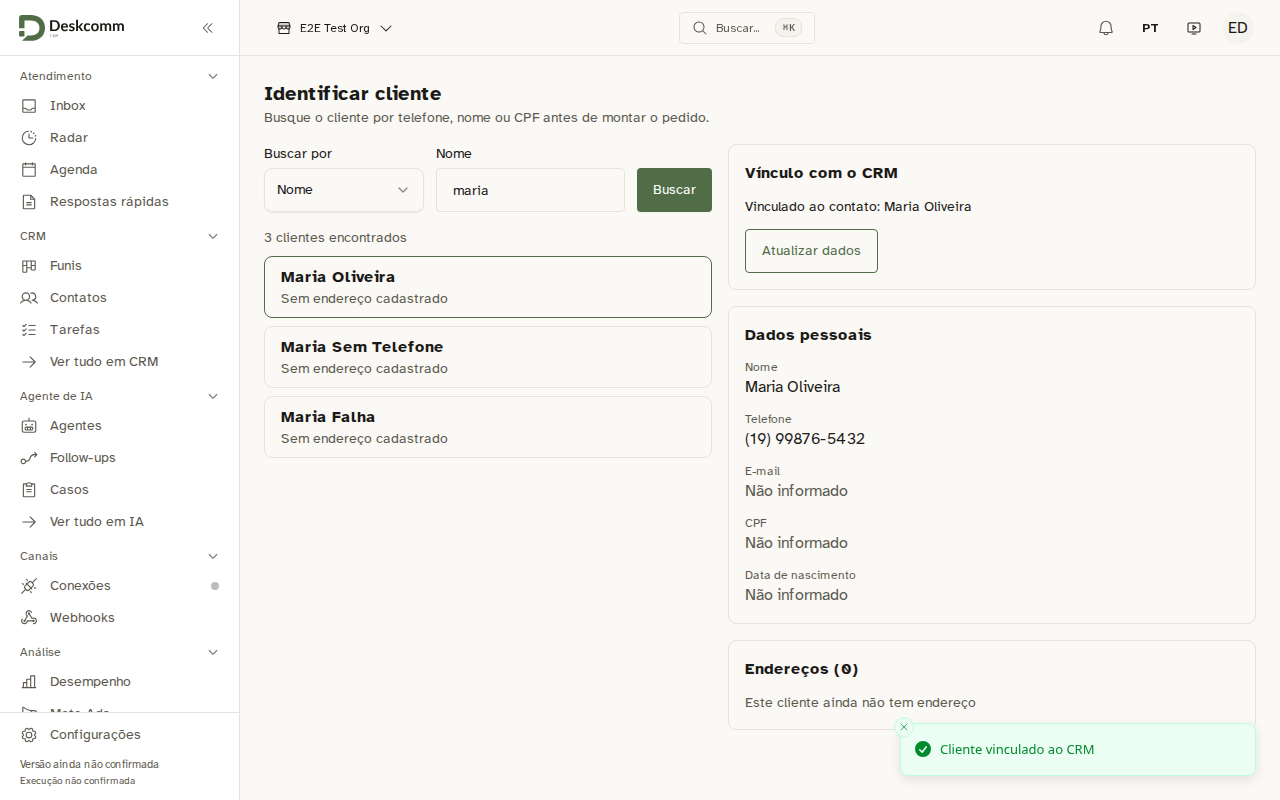 Deskcomm
E2E Test Org
Buscar...
⌘K
PT
ED
Atendimento
Inbox
Radar
Agenda
Respostas rápidas
CRM
Funis
Contatos
Tarefas
Ver tudo em CRM
Agente de IA
Agentes
Follow-ups
Casos
Ver tudo em IA
Canais
Conexões
Webhooks
Análise
Desempenho
Configurações
Versão ainda não confirmada
Execução não confirmada
Identificar cliente
Busque o cliente por telefone, nome ou CPF antes de montar o pedido.
Buscar por
Nome
Nome
maria
Buscar
3 clientes encontrados
Maria Oliveira
Sem endereço cadastrado
Maria Sem Telefone
Sem endereço cadastrado
Maria Falha
Sem endereço cadastrado
Vínculo com o CRM
Vinculado ao contato: Maria Oliveira
Atualizar dados
Dados pessoais
Nome
Maria Oliveira
Telefone
(19) 99876-5432
E-mail
Não informado
CPF
Não informado
Data de nascimento
Não informado
Endereços (0)
Este cliente ainda não tem endereço
Cliente vinculado ao CRM